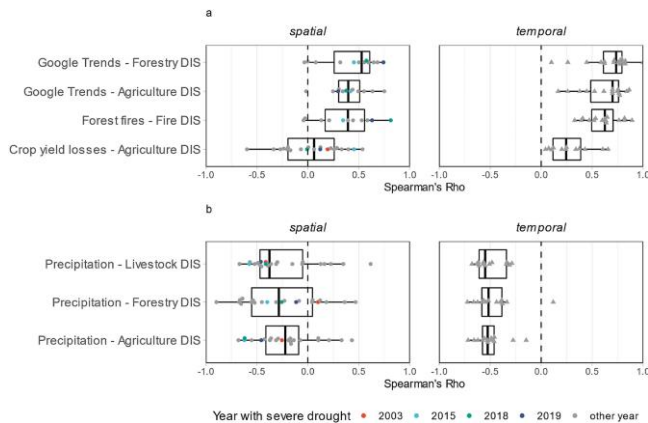 a
spatial
temporal
Google Trends - Forestry DIS
Google Trends - Agriculture DIS
Forest fires - Fire DIS
Crop yield losses - Agriculture DIS
-1.0 -0.5 0.0 0.5 1.0
-1.0 -0.5 0.0 0.5 1.0
Spearman's Rho
b
spatial
temporal
Precipitation - Livestock DIS
Precipitation - Forestry DIS
Precipitation - Agriculture DIS
-1.0 -0.5 0.0 0.5 1.0
-1.0 -0.5 0.0 0.5 1.0
Spearman's Rho
Year with severe drought 2003 2015 2018 2019 other year